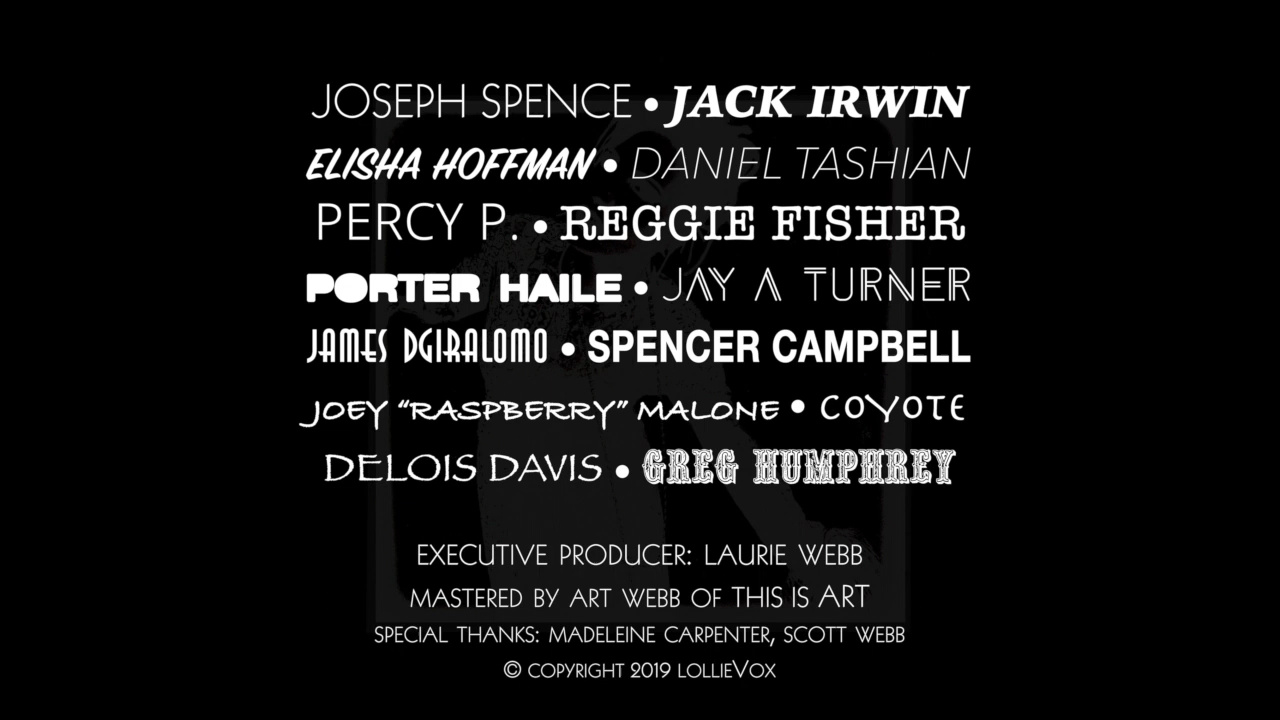 JOSEPH SPENCE • JACK IRWIN
ELISHA HOFFMAN • DANIEL TASHIAN
PERCY P. • REGGIE FISHER
PORTER HAILE • JAY A TURNER
JAMES DGIRALOMO • SPENCER CAMPBELL
JOEY “RASPBERRY” MALONE • COYOTE
DELOIS DAVIS • GREG HUMPHREY
EXECUTIVE PRODUCER: LAURIE WEBB
MASTERED BY ART WEBB OF THIS IS ART
SPECIAL THANKS: MADELEINE CARPENTER, SCOTT WEBB
© COPYRIGHT 2019 LOLLIEVOX